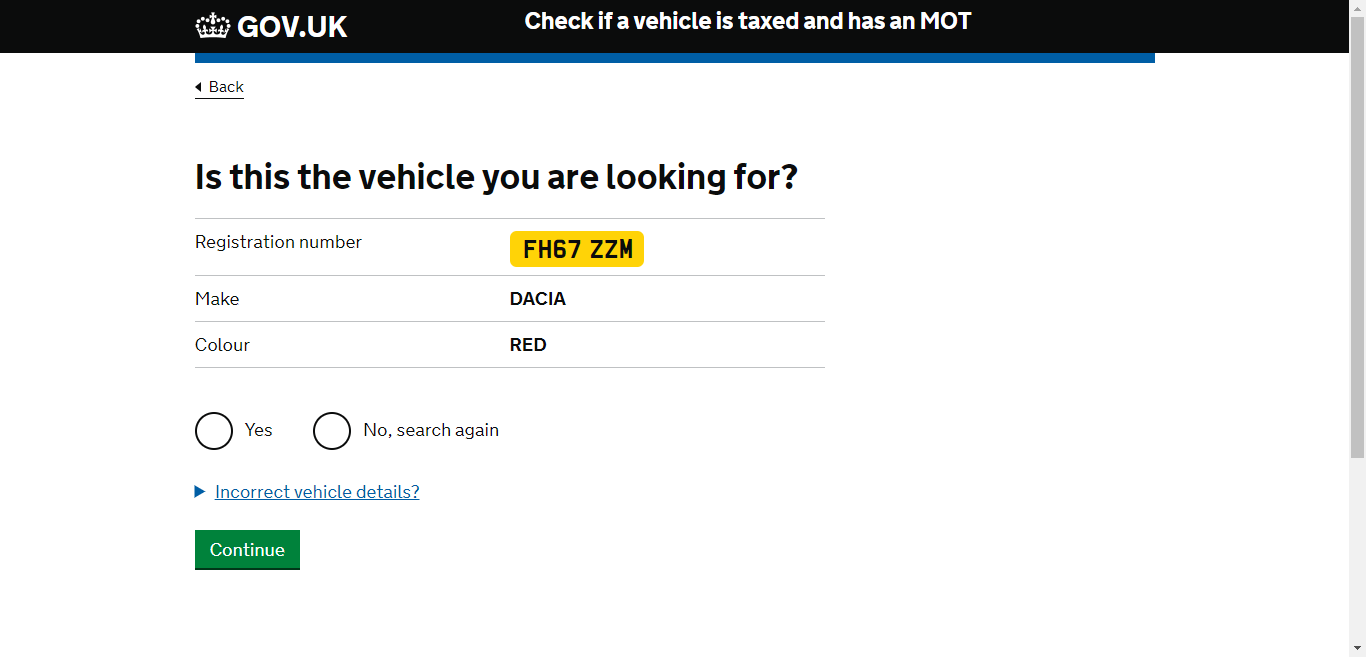 GOV.UK
Check if a vehicle is taxed and has an MOT
Back
Is this the vehicle you are looking for?
Registration number FH67 ZZM
Make DACIA
Colour RED
Yes No, search again
Incorrect vehicle details?
Continue